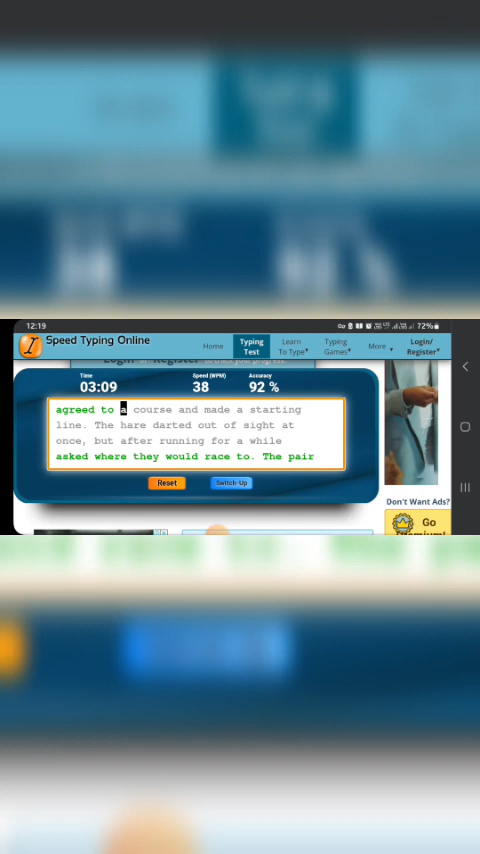 12:19
72%
Speed Typing Online
Home
Typing Test
Learn To Type
Typing Games
More
Login/ Register
Time
03:09
Speed (WPM)
38
Accuracy
92 %
agreed to a course and made a starting
line. The hare darted out of sight at
once, but after running for a while
asked where they would race to. The pair
Reset
Switch-Up
Don't Want Ads?
Go